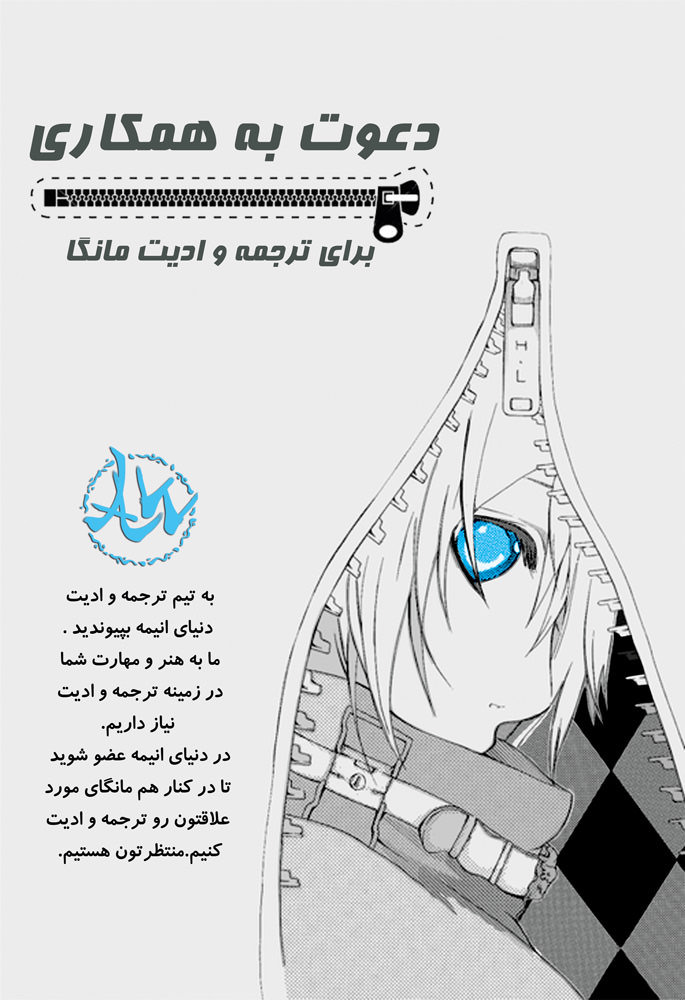 دعوت به همکاری
برای ترجمه و ادیت مانگا
H.L
به تیم ترجمه و ادیت
دنیای انیمه بپیوندید .
ما به هنر و مهارت شما
در زمینه ترجمه و ادیت
نیاز داریم.
در دنیای انیمه عضو شوید
تا در کنار هم مانگای مورد
علاقتون رو ترجمه و ادیت
کنیم.منتظرتون هستیم.